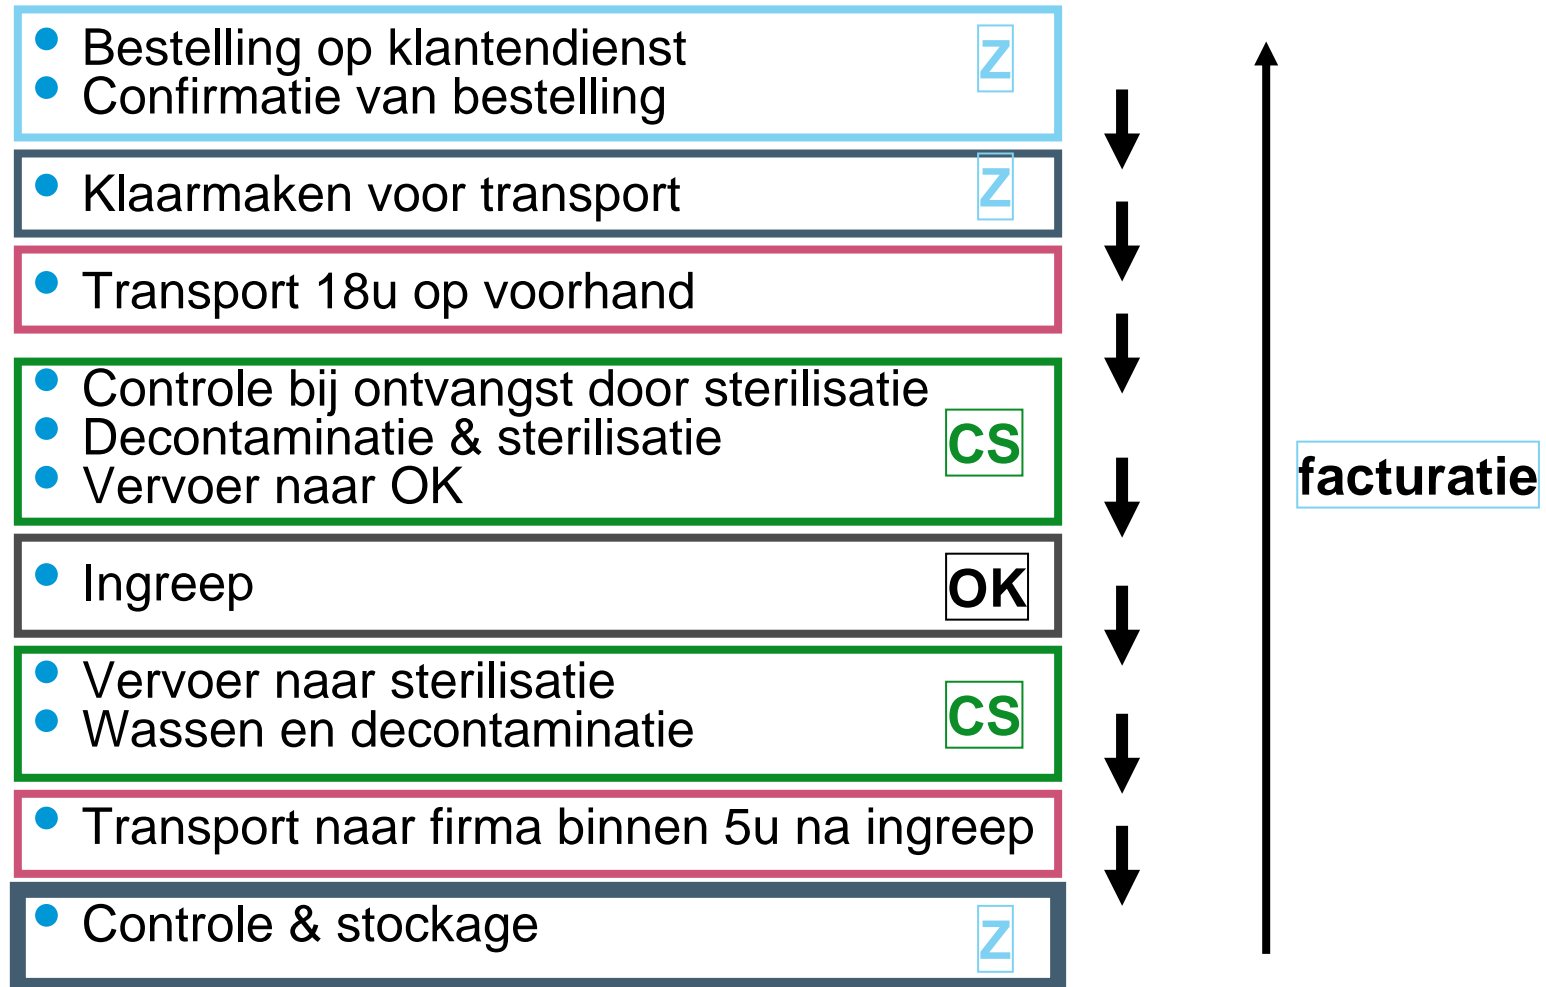 Bestelling op klantendienst
Confirmatie van bestelling
Z
Klaarmaken voor transport
Z
Transport 18u op voorhand
Controle bij ontvangst door sterilisatie
Decontaminatie & sterilisatie
Vervoer naar OK
CS
facturatie
Ingreep
OK
Vervoer naar sterilisatie
Wassen en decontaminatie
CS
Transport naar firma binnen 5u na ingreep
Controle & stockage
Z